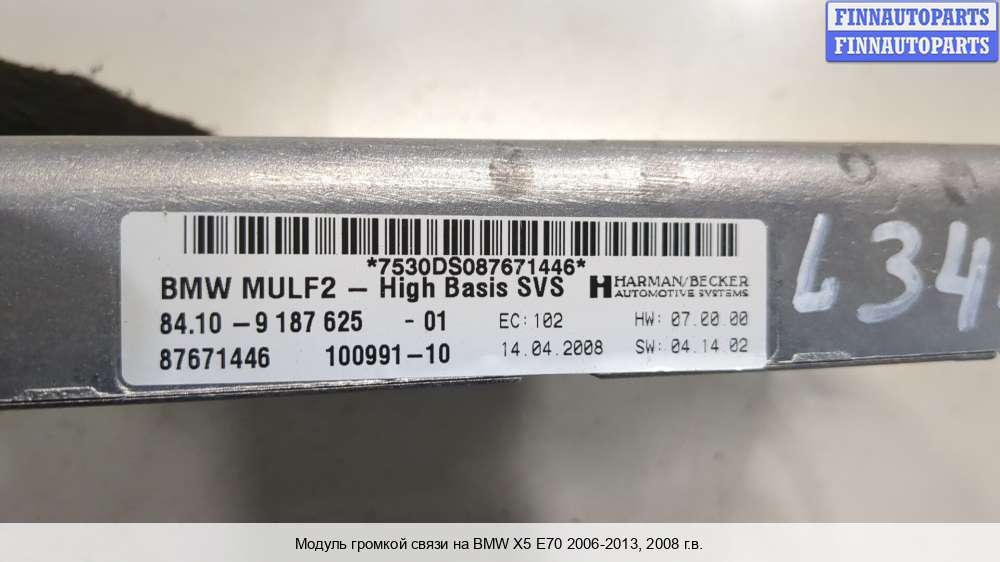 FINNAUTOPARTS
FINNAUTOPARTS
*7530DS087671446*
BMW MULF2 – High Basis SVS
HARMAN/BECKER
AUTOMOTIVE SYSTEMS
84.10 – 9 187 625 - 01
EC: 102
HW: 07.00.00
87671446 100991-10
14.04.2008
SW: 04.14.02
L34
Модуль громкой связи на BMW X5 E70 2006-2013, 2008 г.в.